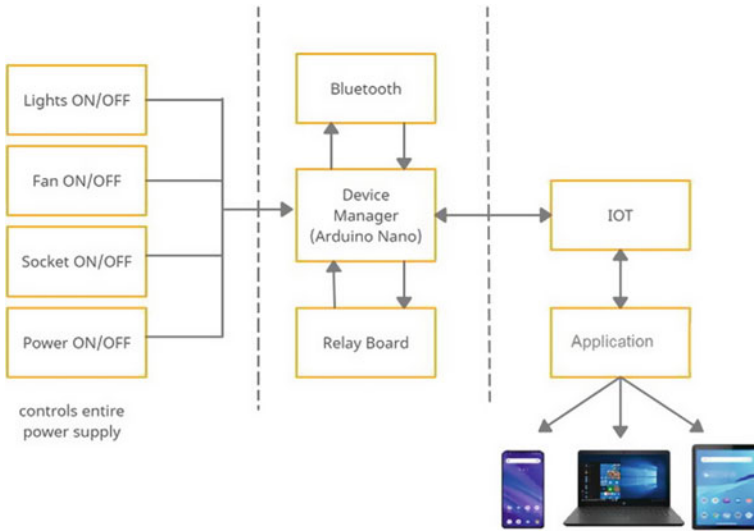 Lights ON/OFF
Fan ON/OFF
Socket ON/OFF
Power ON/OFF
controls entire
power supply
Bluetooth
Device
Manager
(Arduino Nano)
Relay Board
IOT
Application